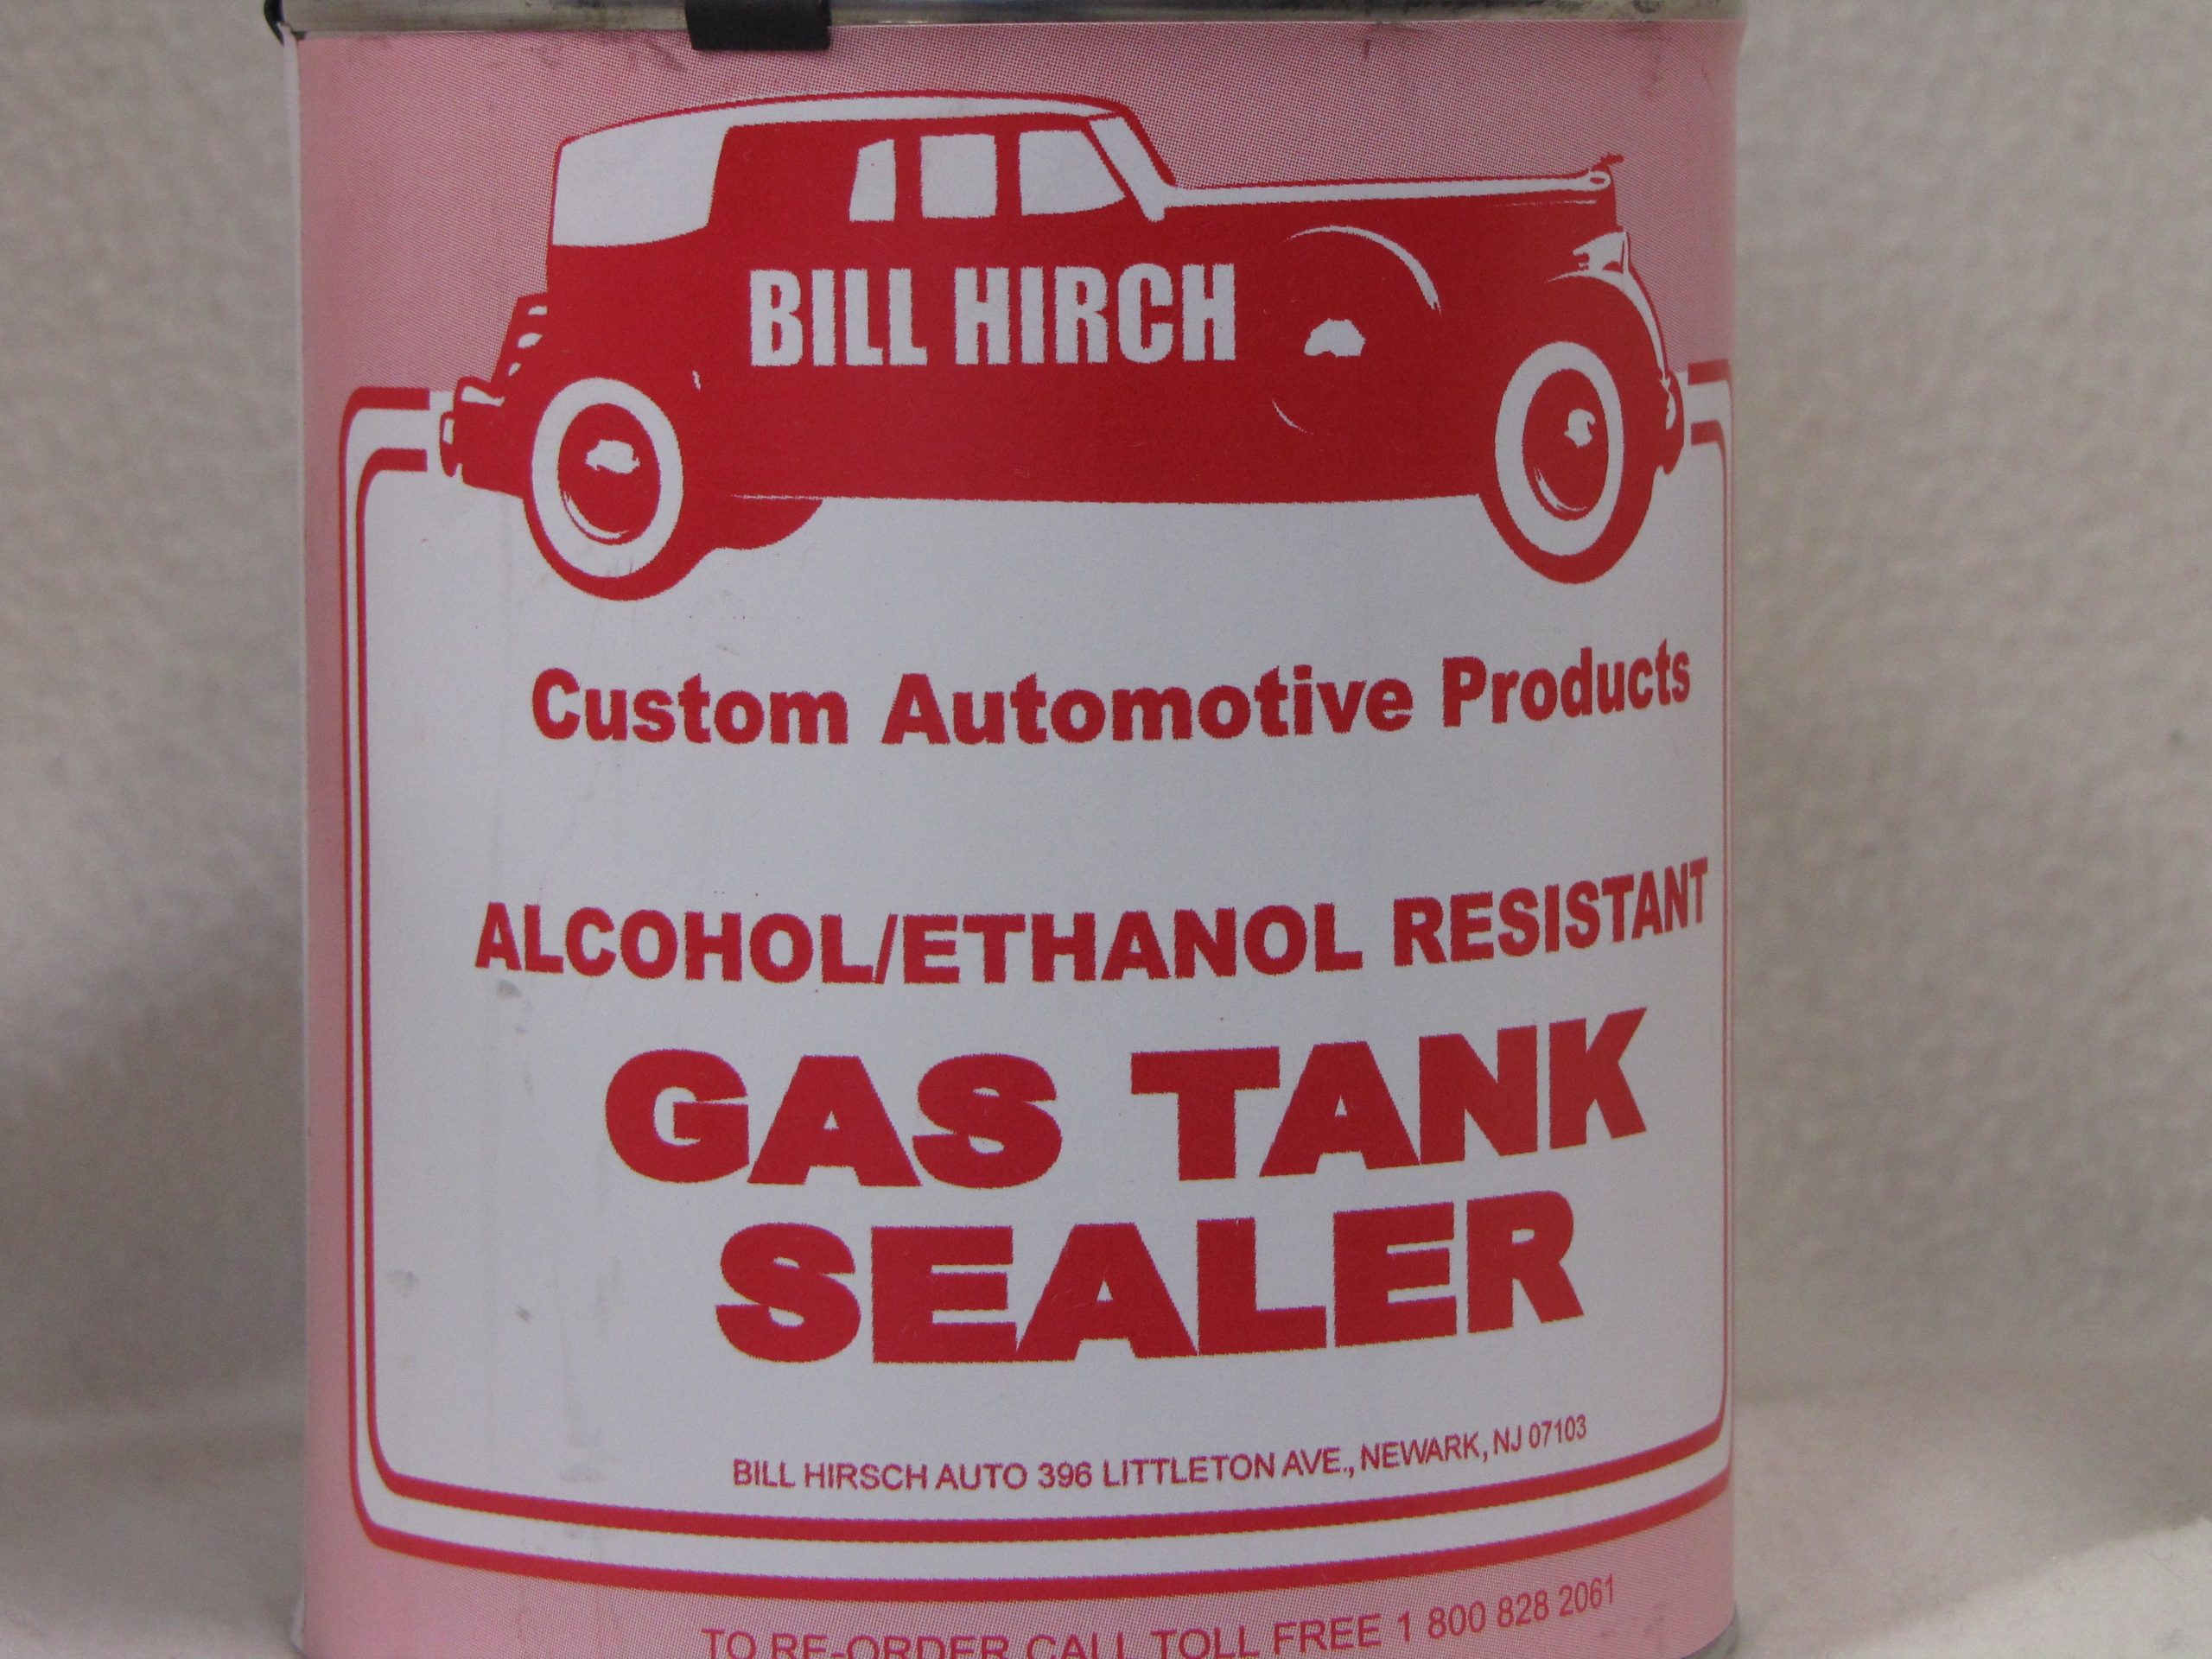 BILL HIRCH
Custom Automotive Products
ALCOHOL/ETHANOL RESISTANT
GAS TANK
SEALER
BILL HIRSCH AUTO 396 LITTLETON AVE., NEWARK, NJ 07103
TO RE-ORDER CALL TOLL FREE 1 800 828 2061